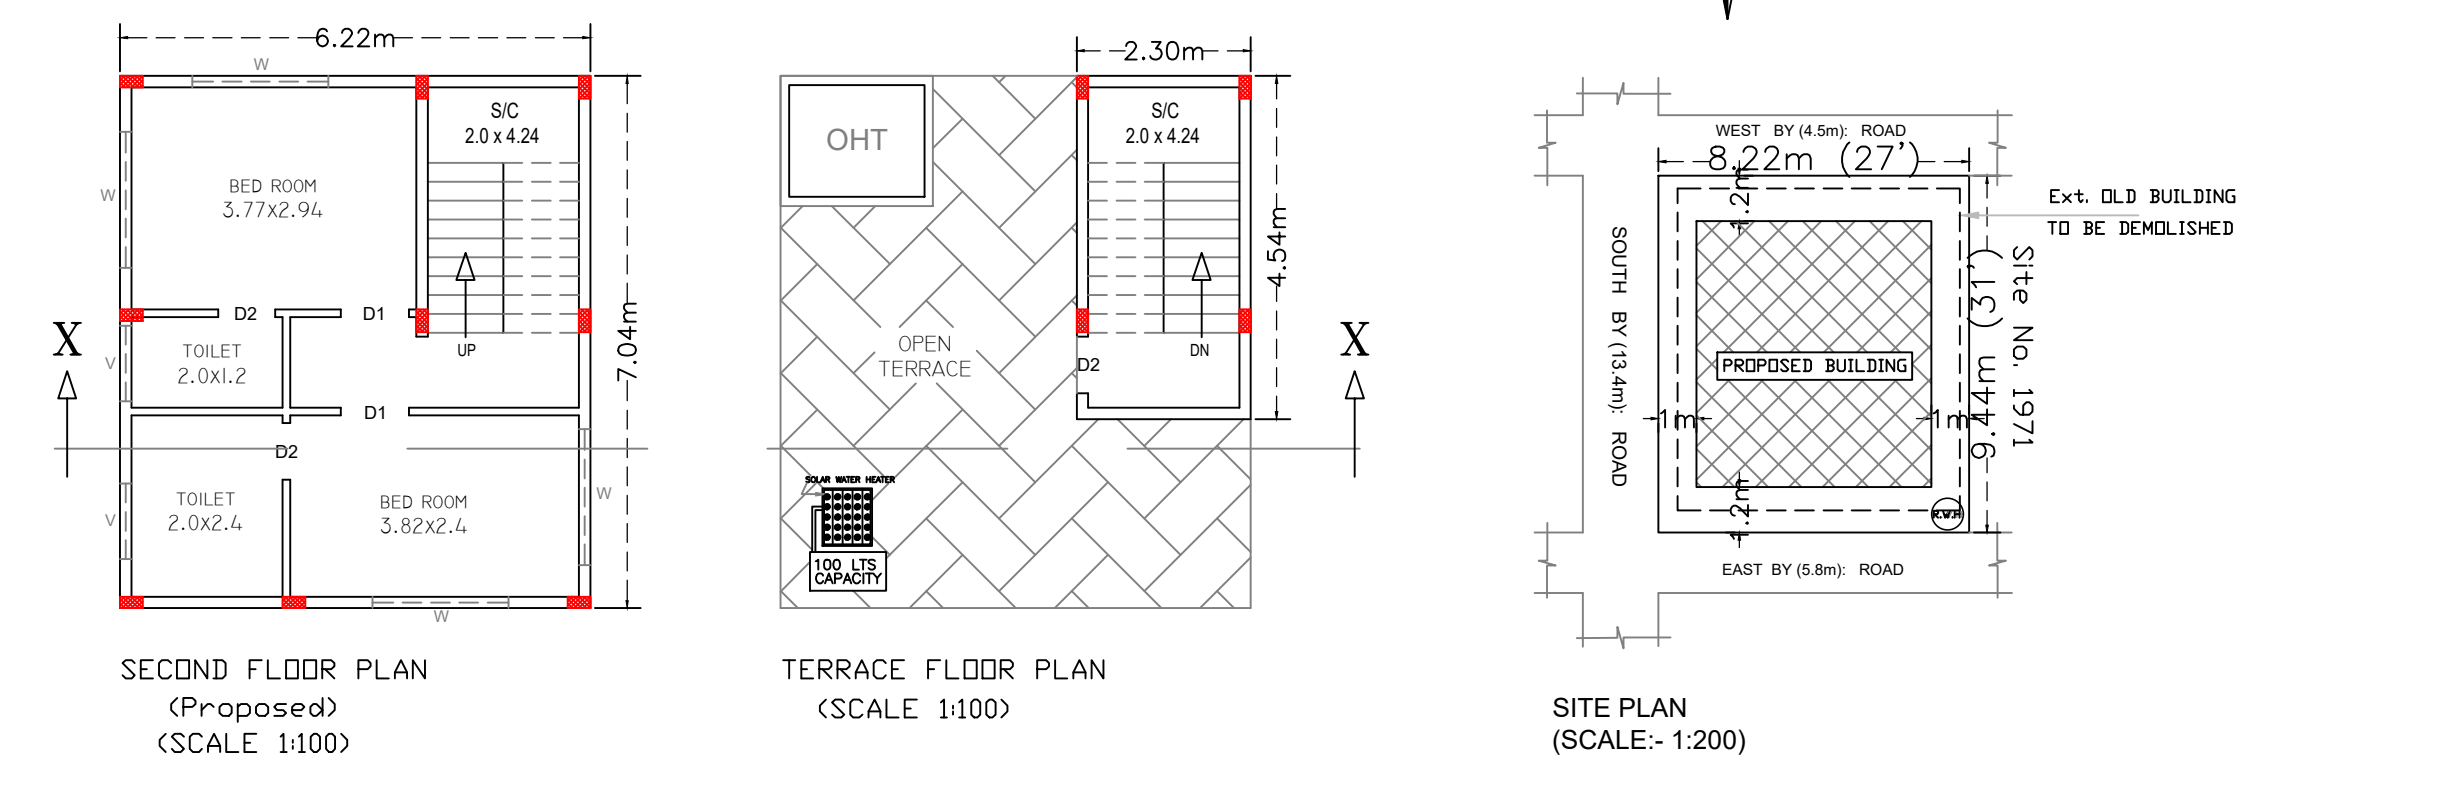 6.22m
W
S/C
2.0 x 4.24
BED ROOM
3.77x2.94
W
D2
D1
X
TOILET
2.0x1.2
V
UP
7.04m
D1
D2
TOILET
2.0x2.4
V
BED ROOM
3.82x2.4
W
W
SECOND FLOOR PLAN
(Proposed)
(SCALE 1:100)
2.30m
OHT
S/C
2.0 x 4.24
4.54m
OPEN
TERRACE
DN
D2
X
SOLAR WATER HEATER
100 LTS
CAPACITY
TERRACE FLOOR PLAN
(SCALE 1:100)
WEST BY (4.5m): ROAD
8.22m (27')
1.2m
Ext. OLD BUILDING
TO BE DEMOLISHED
SOUTH BY (13.4m): ROAD
PROPOSED BUILDING
1m
1m
9.44m (31')
Site No. 1971
1.2m
R.W.H
EAST BY (5.8m): ROAD
SITE PLAN
(SCALE:- 1:200)